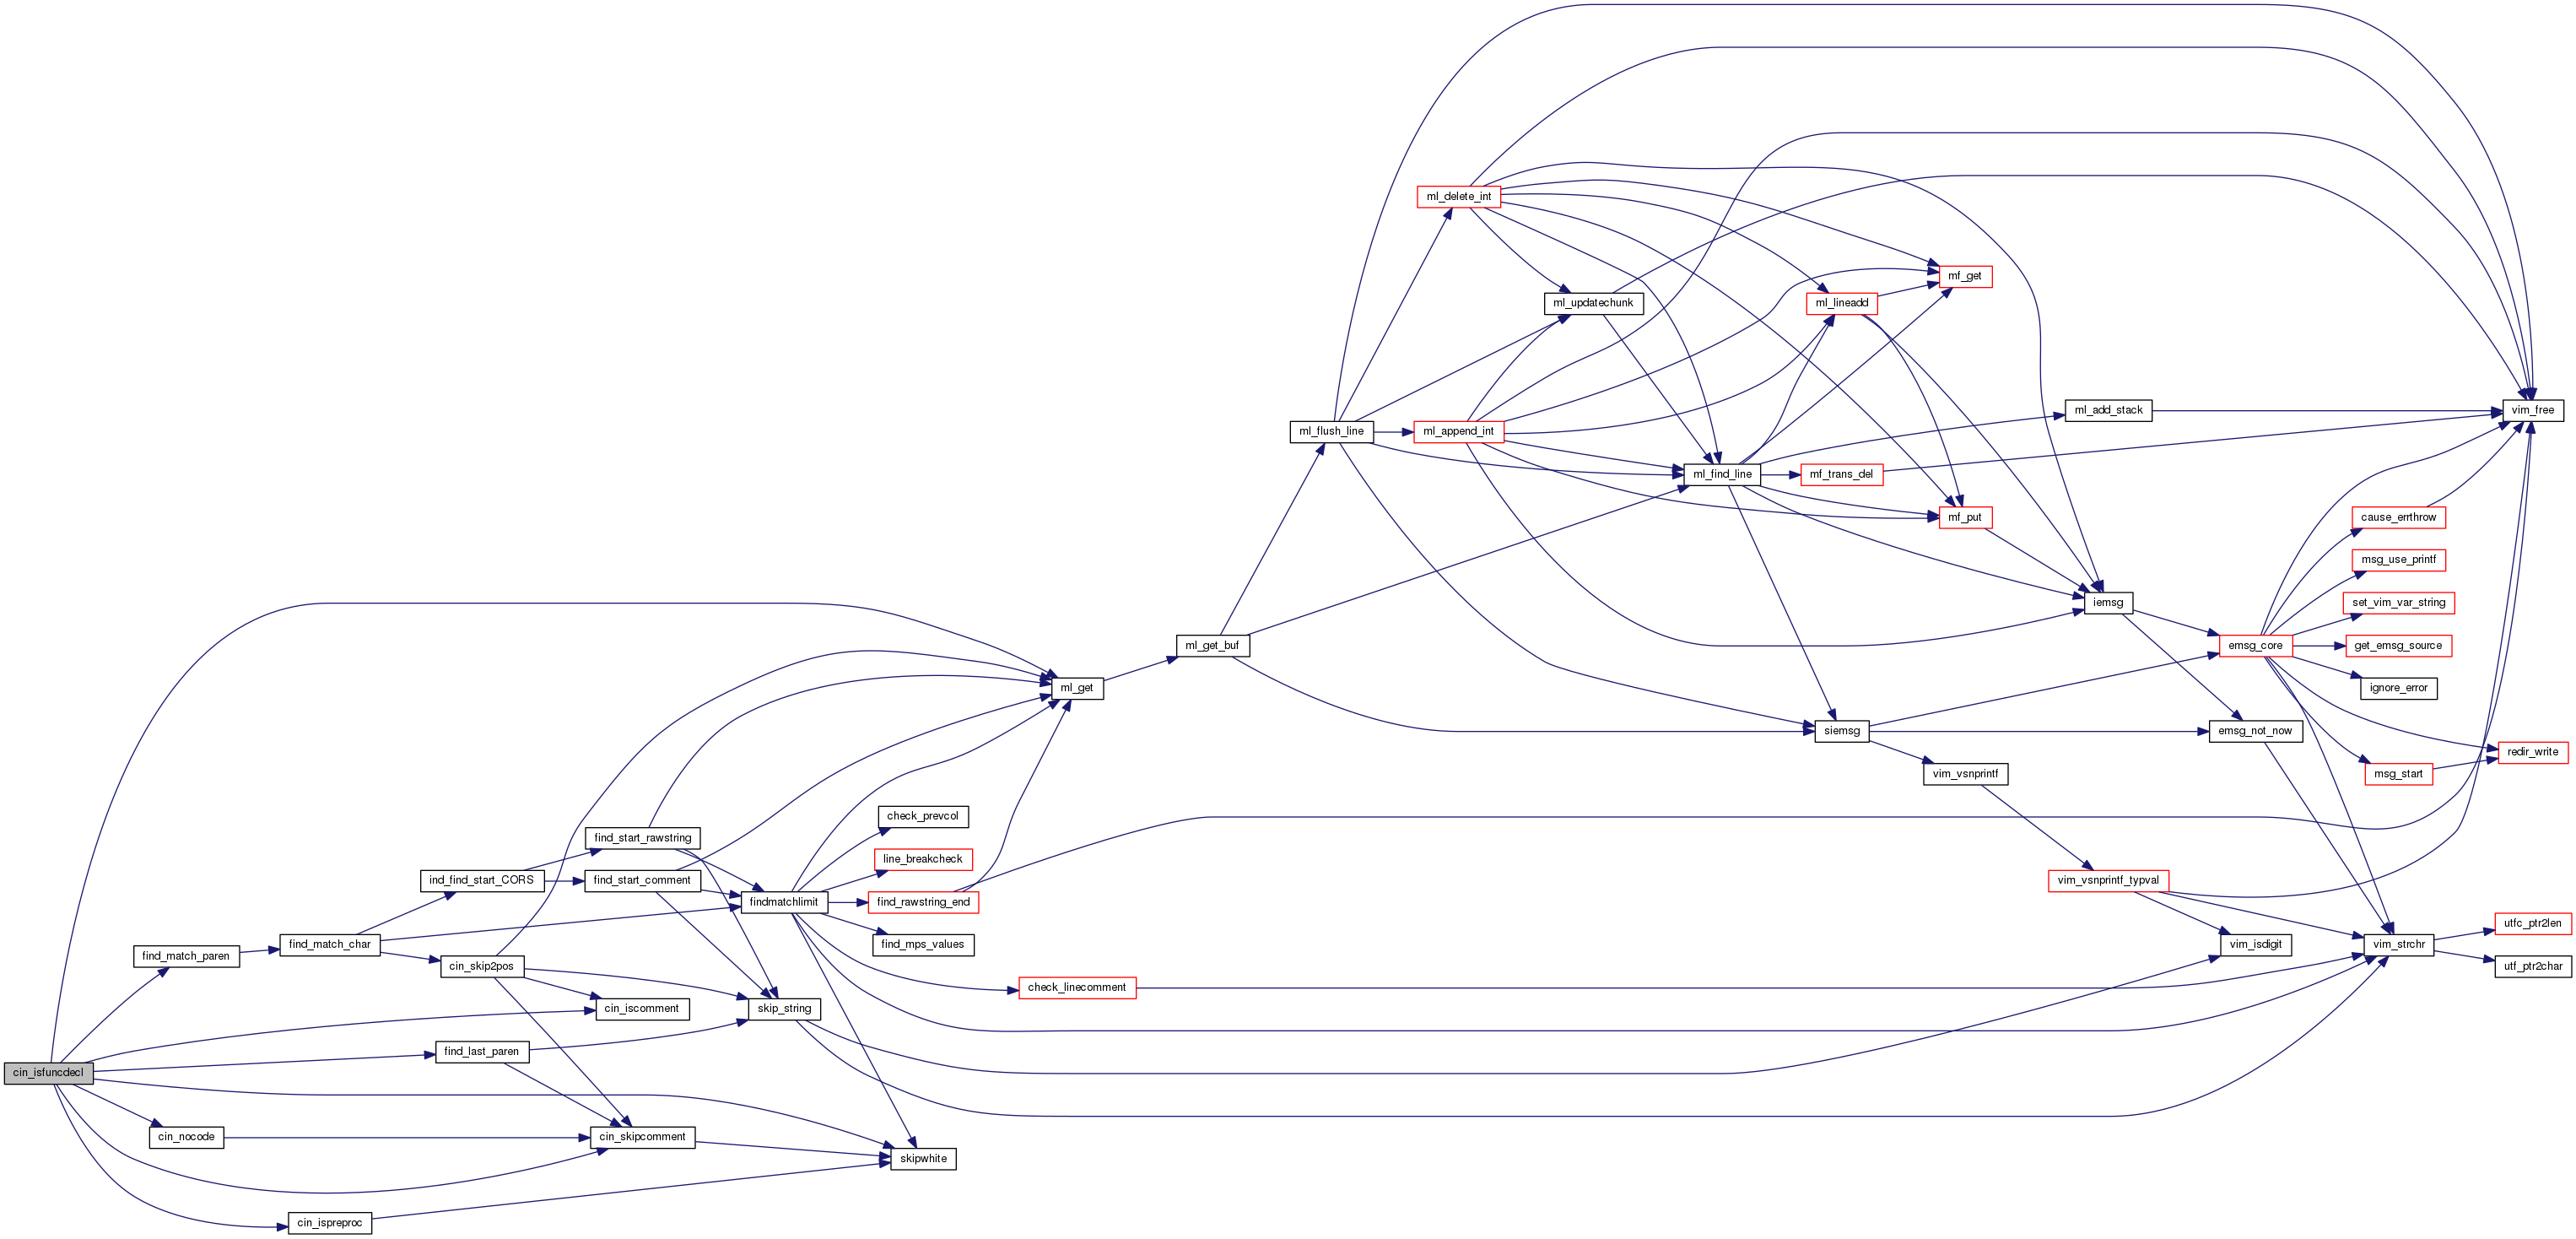 cin_isfuncdecl
find_match_paren
find_last_paren
cin_nocode
cin_ispreproc
find_match_char
ind_find_start_CORS
cin_skip2pos
find_start_rawstring
find_start_comment
cin_iscomment
cin_skipcomment
findmatchlimit
skip_string
check_prevcol
line_breakcheck
find_rawstring_end
find_mps_values
skipwhite
ml_get
check_linecomment
ml_get_buf
ml_flush_line
ml_delete_int
ml_append_int
ml_updatechunk
ml_find_line
ml_lineadd
mf_trans_del
siemsg
mf_get
mf_put
vim_vsnprintf
ml_add_stack
iemsg
vim_vsnprintf_typval
emsg_core
emsg_not_now
vim_isdigit
cause_errthrow
msg_use_printf
set_vim_var_string
get_emsg_source
ignore_error
msg_start
vim_strchr
vim_free
redir_write
utfc_ptr2len
utf_ptr2char